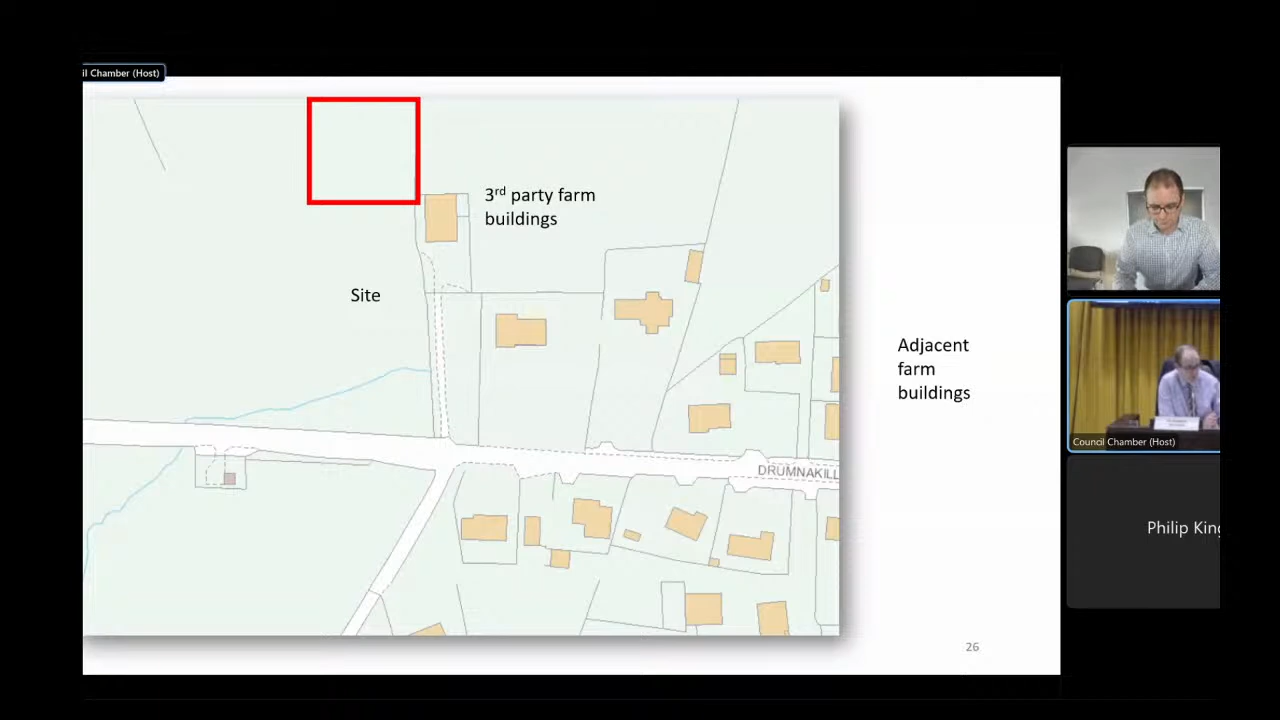 il Chamber (Host)
3rd party farm
buildings
Site
Adjacent
farm
buildings
DRUMNAKILL
26
Council Chamber (Host)
Philip King